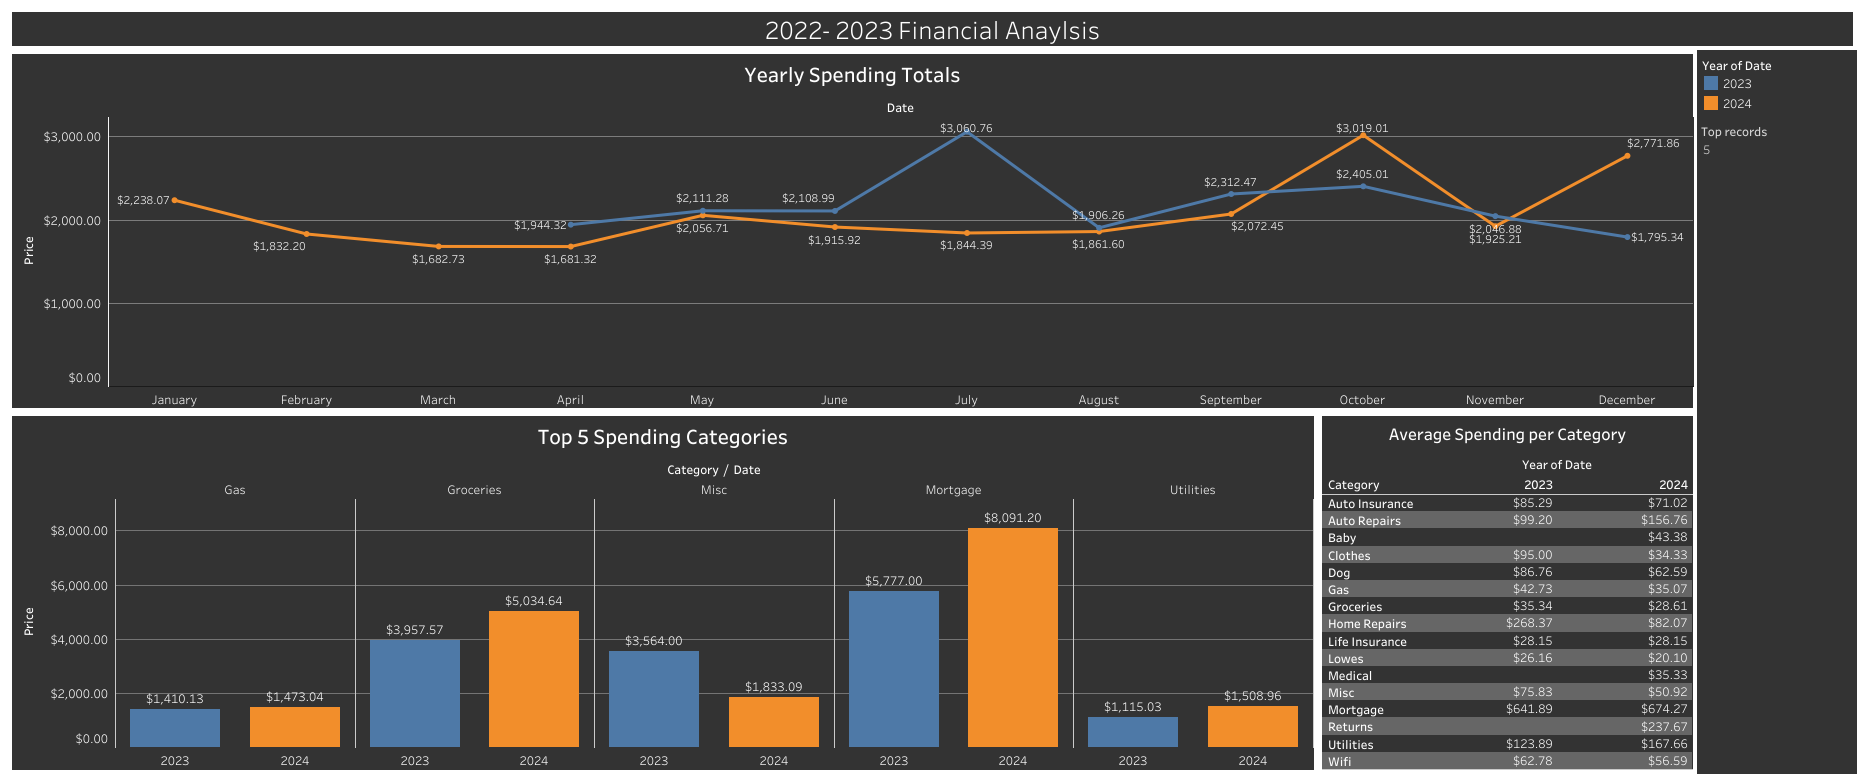 2022- 2023 Financial Anaylsis
Yearly Spending Totals
Date
Price
$3,000.00
$2,000.00
$1,000.00
$0.00
$2,238.07
$1,832.20
$1,682.73
$1,944.32
$1,681.32
$2,111.28
$2,056.71
$2,108.99
$1,915.92
$3,060.76
$1,844.39
$1,906.26
$1,861.60
$2,312.47
$2,072.45
$3,019.01
$2,405.01
$2,046.88
$1,925.21
$2,771.86
$1,795.34
January February March April May June July August September October November December
Year of Date
2023
2024
Top records
5
Top 5 Spending Categories
Category / Date
Gas Groceries Misc Mortgage Utilities
Price
$8,000.00
$6,000.00
$4,000.00
$2,000.00
$0.00
$1,410.13
$1,473.04
$3,957.57
$5,034.64
$3,564.00
$1,833.09
$5,777.00
$8,091.20
$1,115.03
$1,508.96
2023 2024 2023 2024 2023 2024 2023 2024 2023 2024
Average Spending per Category
Year of Date
Category 2023 2024
Auto Insurance $85.29 $71.02
Auto Repairs $99.20 $156.76
Baby $43.38
Clothes $95.00 $34.33
Dog $86.76 $62.59
Gas $42.73 $35.07
Groceries $35.34 $28.61
Home Repairs $268.37 $82.07
Life Insurance $28.15 $28.15
Lowes $26.16 $20.10
Medical $35.33
Misc $75.83 $50.92
Mortgage $641.89 $674.27
Returns $237.67
Utilities $123.89 $167.66
Wifi $62.78 $56.59